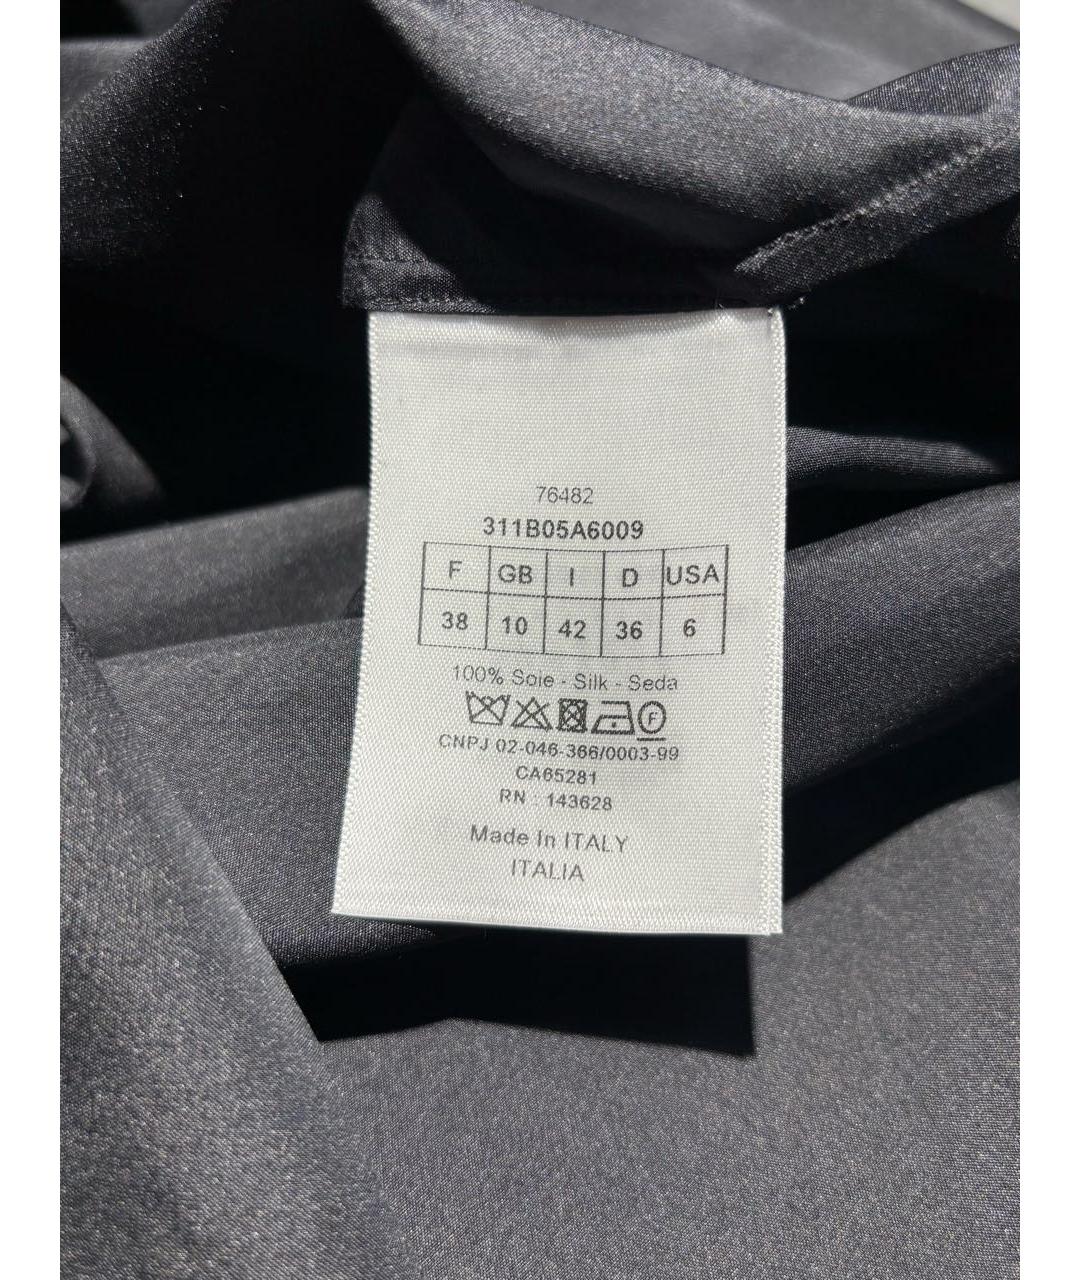 76482
311B05A6009
F GB I D USA
38 10 42 36 6
100% Soie - Silk - Seda
F
CNPJ 02-046-366/0003-99
CA65281
RN : 143628
Made In ITALY
ITALIA